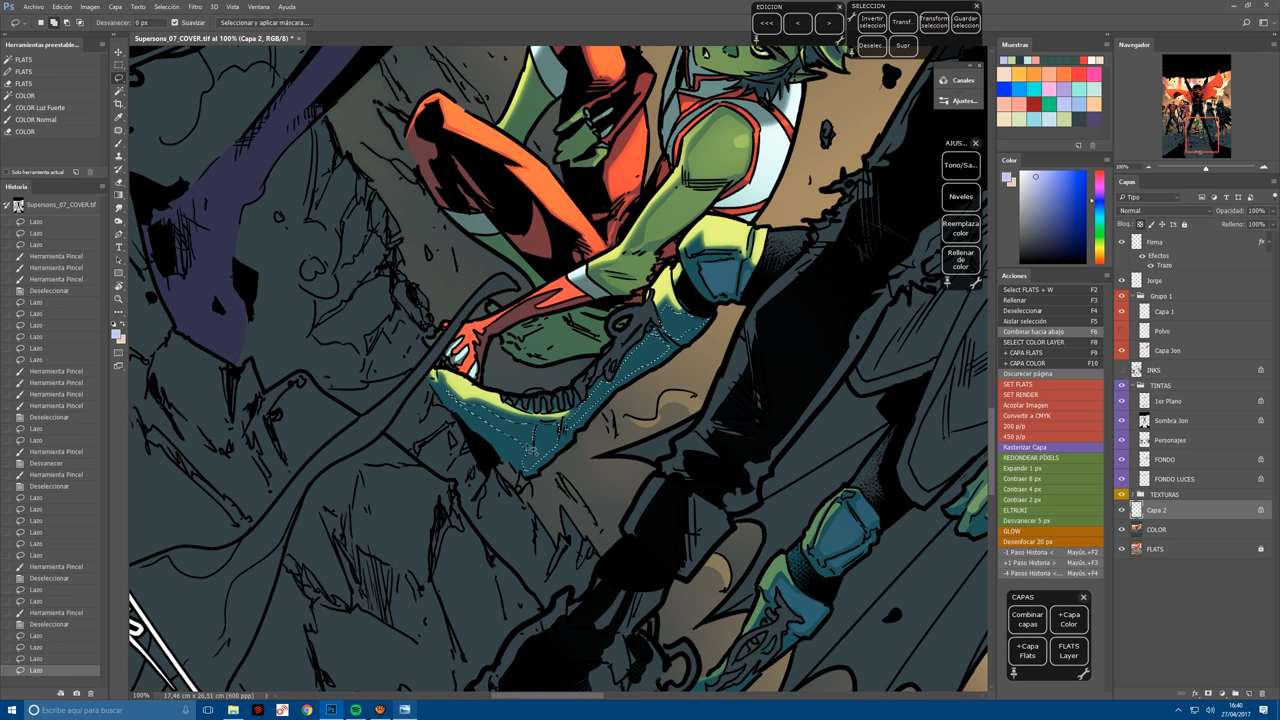 Archivo Edición Imagen Capa Texto Selección Filtro 3D Vista Ventana Ayuda
Desvanecer: 0 px Suavizar Seleccionar y aplicar máscara...
Supersons_07_COVER.tif al 100% (Capa 2, RGB/8) *
Herramientas preestable...
FLATS
FLATS
FLATS
COLOR
COLOR Luz Fuerte
COLOR Normal
COLOR
Solo herramienta actual
Historia
Supersons_07_COVER.tif
Lazo
Lazo
Lazo
Herramienta Pincel
Herramienta Pincel
Herramienta Pincel
Deseleccionar
Lazo
Lazo
Lazo
Lazo
Lazo
Lazo
Herramienta Pincel
Herramienta Pincel
Herramienta Pincel
Herramienta Pincel
Deseleccionar
Lazo
Lazo
Herramienta Pincel
Desvanecer
Herramienta Pincel
Deseleccionar
Lazo
Lazo
Lazo
Lazo
Lazo
Lazo
Herramienta Pincel
Deseleccionar
Lazo
Lazo
Herramienta Pincel
Deseleccionar
Lazo
Lazo
Lazo
Lazo
EDICION
<<< < >
SELECCION
Invertir seleccion
Transf...
Transform seleccion
Guardar seleccion
Deselec...
Supr
Canales
Ajustes...
AJUS...
Tono/Sa...
Niveles
Reemplaza color
Rellenar de color
Muestras
Color
Acciones
Select FLATS + W F2
Rellenar F3
Deseleccionar F4
Aislar selección F5
Combinar hacia abajo F6
SELECT COLOR LAYER F8
+ CAPA FLATS F9
+ CAPA COLOR F10
Oscurecer página
SET FLATS
SET RENDER
Acoplar Imagen
Convertir a CMYK
200 p/p
450 p/p
Rasterizar Capa
REDONDEAR PÍXELS
Expandir 1 px
Contraer 6 px
Contraer 4 px
Contraer 2 px
ELTRUKI
Desvanecer 5 px
GLOW
Desenfocar 20 px
-1 Paso Historia < Mayús.+F2
+1 Paso Historia > Mayús.+F3
-4 Pasos Historia <... Mayús.+F4
CAPAS
Combinar capas
+Capa Color
+Capa Flats
FLATS Layer
Navegador
100%
Capas
Tipo
Normal Opacidad: 100%
Bloq.: Relleno: 100%
Firma fx
Efectos
Trazo
Jorge
Grupo 1
Capa 1
Polvo
Capa Jon
INKS
TINTAS
1er Plano
Sombra Jon
Personajes
FONDO
FONDO LUCES
TEXTURAS
Capa 2
COLOR
FLATS
100% 17,46 cm x 26,51 cm (600 ppp)
Escribe aquí para buscar
16:40
27/04/2017